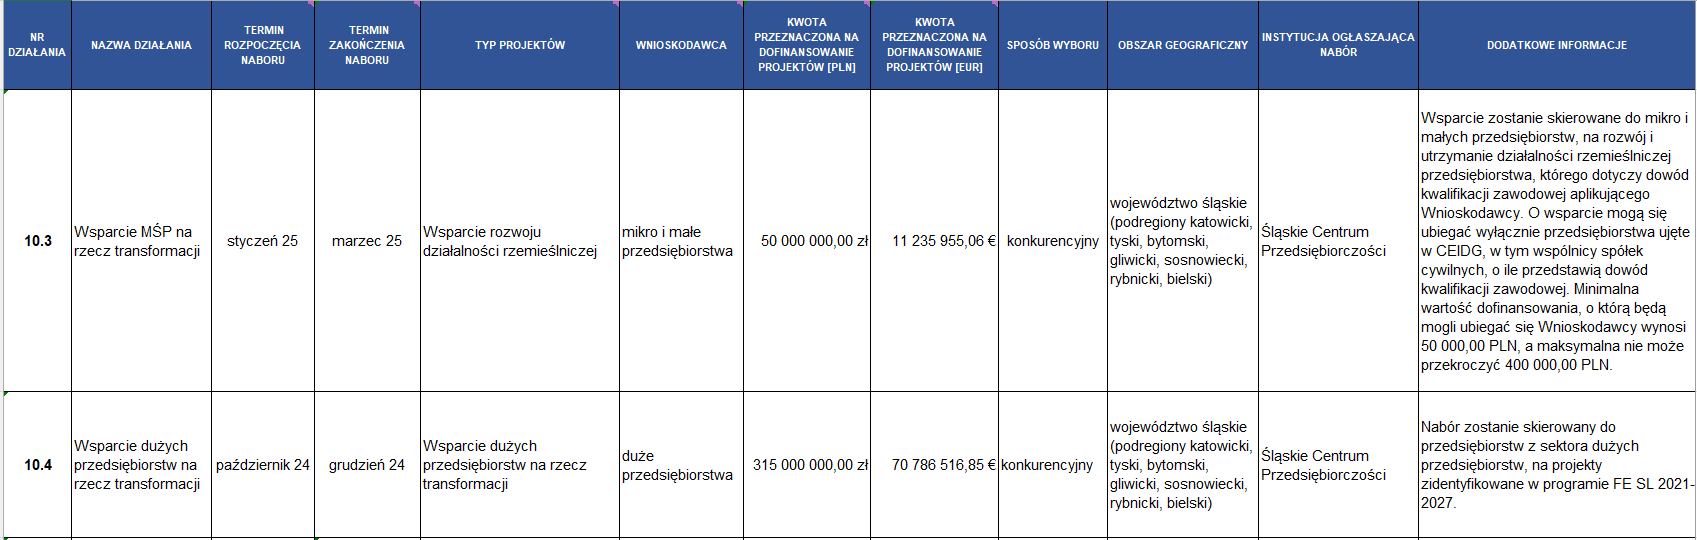 NR DZIAŁANIA
NAZWA DZIAŁANIA
TERMIN ROZPOCZĘCIA NABORU
TERMIN ZAKOŃCZENIA NABORU
TYP PROJEKTÓW
WNIOSKODAWCA
KWOTA PRZEZNACZONA NA DOFINANSOWANIE PROJEKTÓW [PLN]
KWOTA PRZEZNACZONA NA DOFINANSOWANIE PROJEKTÓW [EUR]
SPOSÓB WYBORU
OBSZAR GEOGRAFICZNY
INSTYTUCJA OGŁASZAJĄCA NABÓR
DODATKOWE INFORMACJE
10.3
Wsparcie MŚP na
rzecz transformacji
styczeń 25
marzec 25
Wsparcie rozwoju
działalności rzemieślniczej
mikro i małe
przedsiębiorstwa
50 000 000,00 zł
11 235 955,06 €
konkurencyjny
województwo śląskie
(podregiony katowicki,
tyski, bytomski,
gliwicki, sosnowiecki,
rybnicki, bielski)
Śląskie Centrum
Przedsiębiorczości
Wsparcie zostanie skierowane do mikro i
małych przedsiębiorstw, na rozwój i
utrzymanie działalności rzemieślniczej
przedsiębiorstwa, którego dotyczy dowód
kwalifikacji zawodowej aplikującego
Wnioskodawcy. O wsparcie mogą się
ubiegać wyłącznie przedsiębiorstwa ujęte
w CEIDG, w tym wspólnicy spółek
cywilnych, o ile przedstawią dowód
kwalifikacji zawodowej. Minimalna
wartość dofinansowania, o którą będą
mogli ubiegać się Wnioskodawcy wynosi
50 000,00 PLN, a maksymalna nie może
przekroczyć 400 000,00 PLN.
10.4
Wsparcie dużych
przedsiębiorstw na
rzecz transformacji
październik 24
grudzień 24
Wsparcie dużych
przedsiębiorstw na rzecz
transformacji
duże
przedsiębiorstwa
315 000 000,00 zł
70 786 516,85 €
konkurencyjny
województwo śląskie
(podregiony katowicki,
tyski, bytomski,
gliwicki, sosnowiecki,
rybnicki, bielski)
Śląskie Centrum
Przedsiębiorczości
Nabór zostanie skierowany do
przedsiębiorstw z sektora dużych
przedsiębiorstw, na projekty
zidentyfikowane w programie FE SL 2021-
2027.